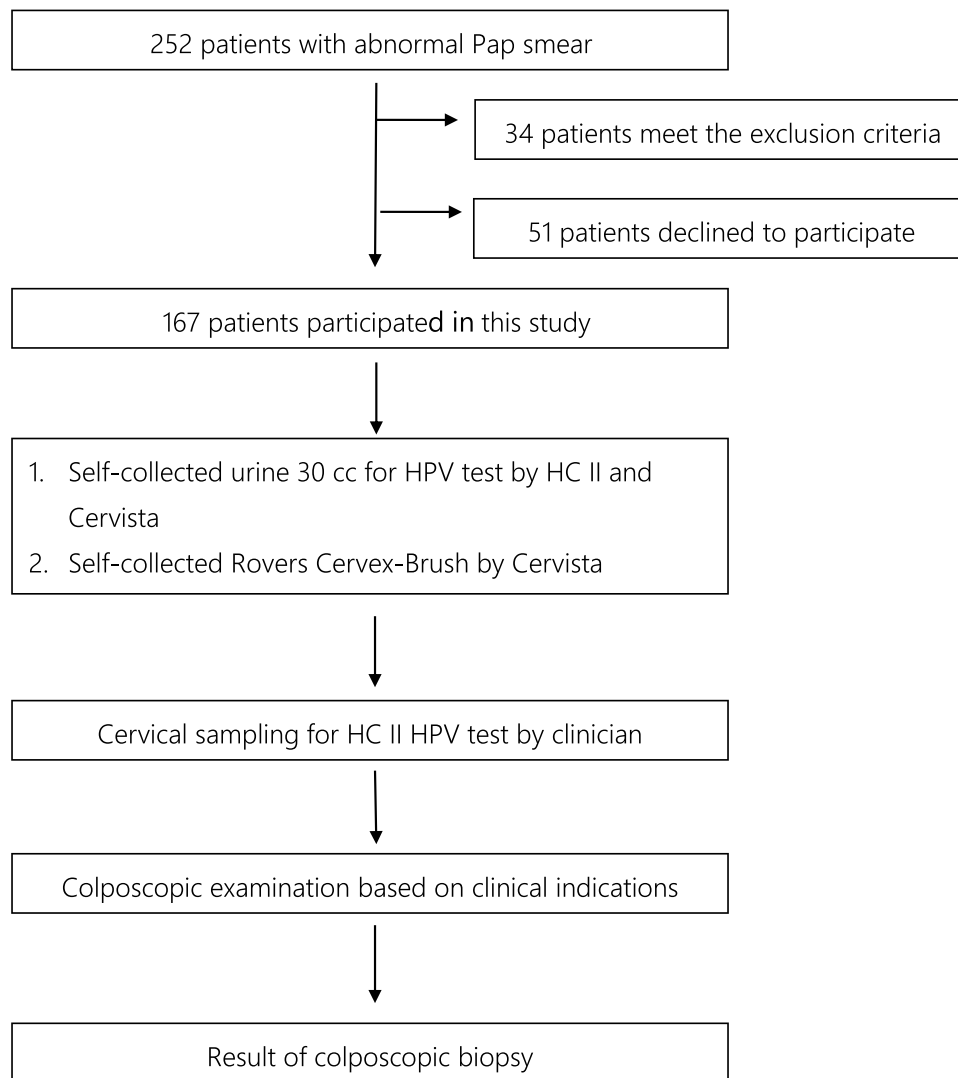 252 patients with abnormal Pap smear
34 patients meet the exclusion criteria
51 patients declined to participate
167 patients participated in this study
1. Self-collected urine 30 cc for HPV test by HC II and
Cervista
2. Self-collected Rovers Cervex-Brush by Cervista
Cervical sampling for HC II HPV test by clinician
Colposcopic examination based on clinical indications
Result of colposcopic biopsy